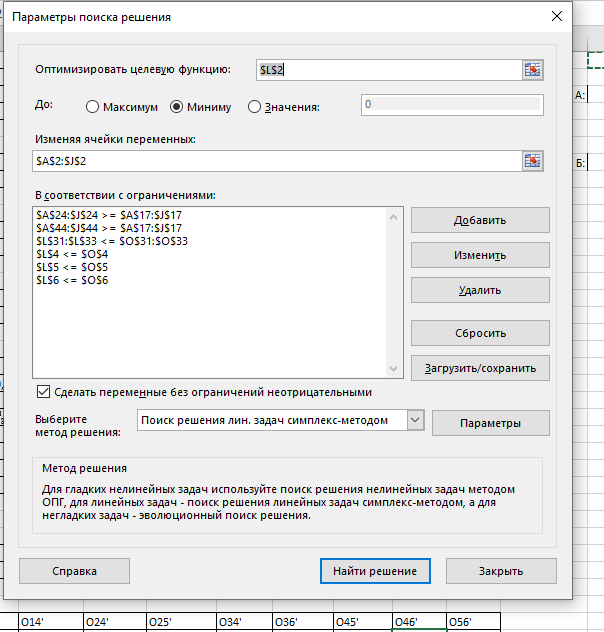 Параметры поиска решения
Оптимизировать целевую функцию:
$L$2
До:
Максимум
Миниму
Значения:
0
Изменяя ячейки переменных:
$A$2:$J$2
В соответствии с ограничениями:
$A$24:$J$24 >= $A$17:$J$17
$A$44:$J$44 >= $A$17:$J$17
$L$31:$L$33 <= $O$31:$O$33
$L$4 <= $O$4
$L$5 <= $O$5
$L$6 <= $O$6
Добавить
Изменить
Удалить
Сбросить
Загрузить/сохранить
Сделать переменные без ограничений неотрицательными
Выберите
метод решения:
Поиск решения лин. задач симплекс-методом
Параметры
Метод решения
Для гладких нелинейных задач используйте поиск решения нелинейных задач методом
ОПГ, для линейных задач - поиск решения линейных задач симплекс-методом, а для
негладких задач - эволюционный поиск решения.
Справка
Найти решение
Закрыть
А:
Б:
O14' O24' O25' O34' O36' O45' O46' O56'